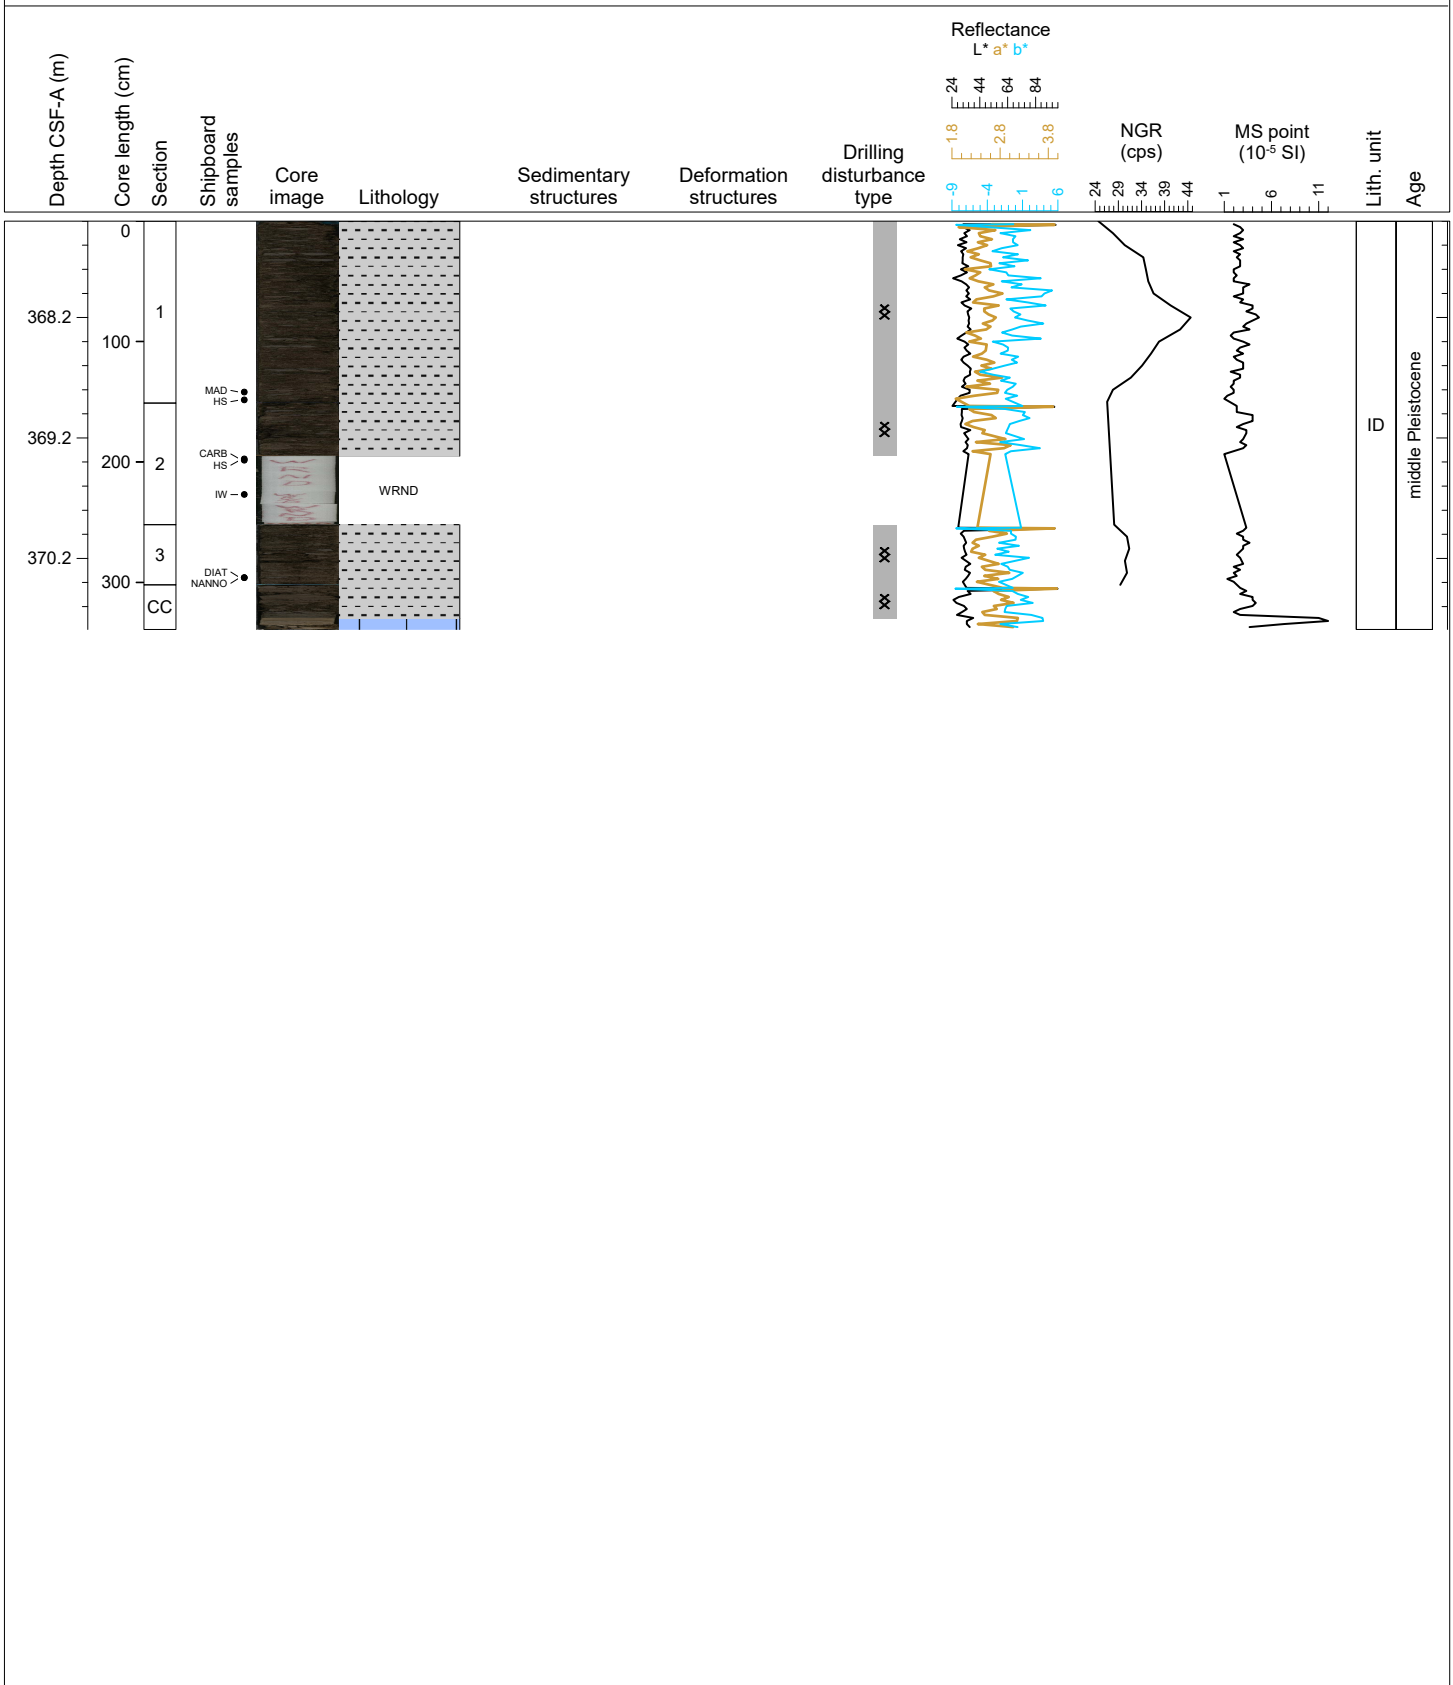 Depth CSF-A (m)
Core length (cm)
Section
Shipboard
samples
Core
image
Lithology
Sedimentary
structures
Deformation
structures
Drilling
disturbance
type
Reflectance
L* a* b*
24 44 64 84
1.8 2.8 3.8
-9 -4 1 6
NGR
(cps)
24 29 34 39 44
MS point
(10-5 SI)
1 6 11
Lith. unit
Age
0
1
368.2
100
MAD
HS
369.2
CARB
HS
200
2
IW
WRND
3
370.2
DIAT
NANNO
300
CC
ID
middle Pleistocene